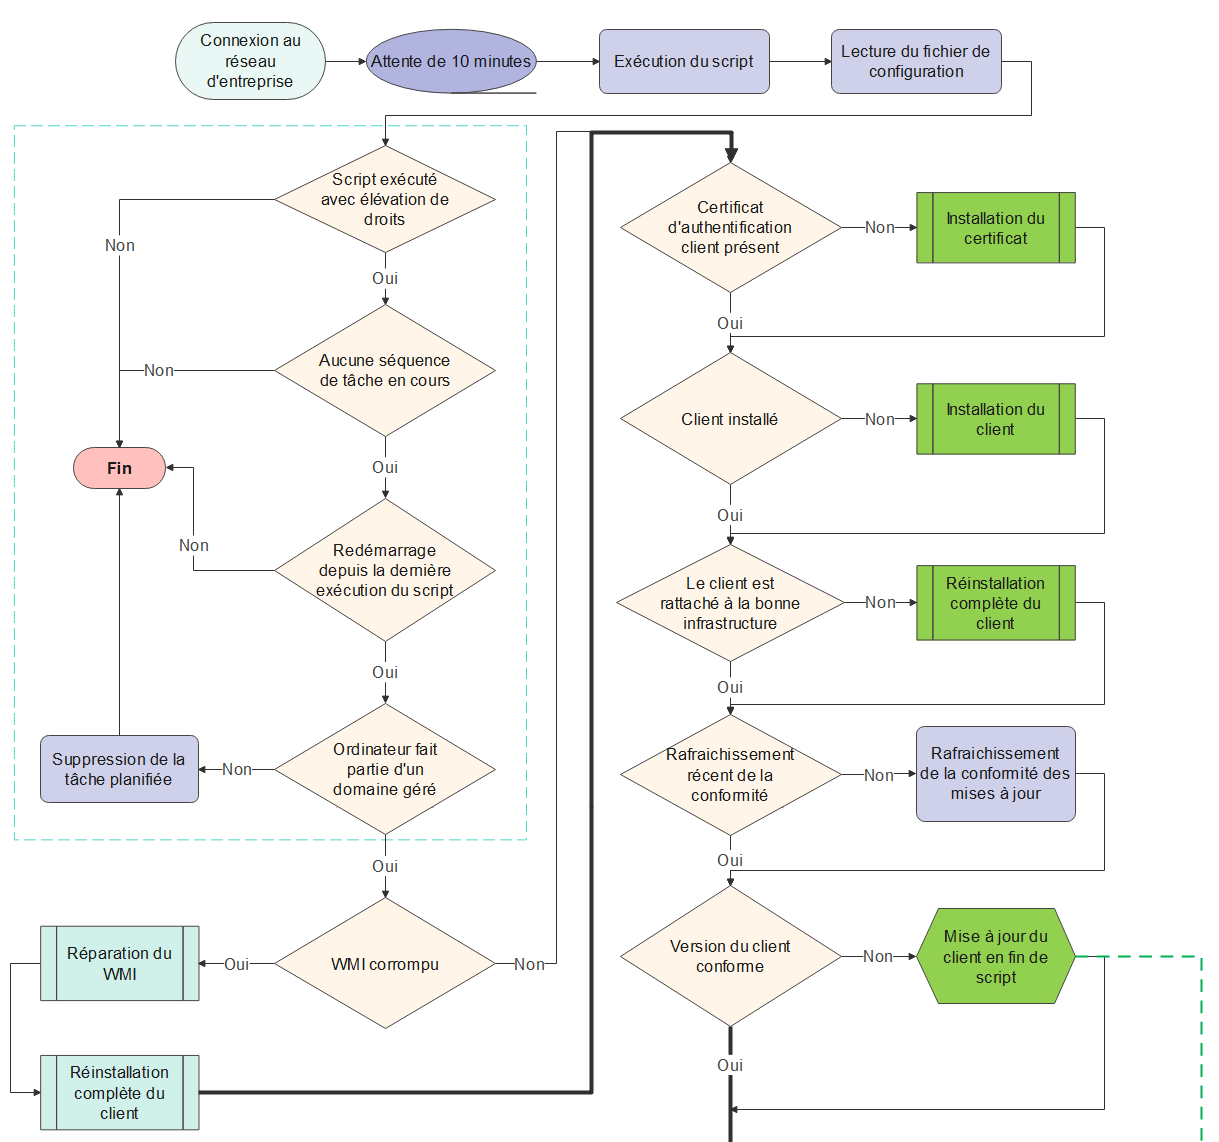 Connexion au
réseau
d'entreprise
Attente de 10 minutes
Exécution du script
Lecture du fichier de
configuration
Script exécuté
avec élévation de
droits
Non
Oui
Aucune séquence
de tâche en cours
Non
Oui
Fin
Redémarrage
depuis la dernière
exécution du script
Non
Oui
Ordinateur fait
partie d'un
domaine géré
Non
Suppression de la
tâche planifiée
Oui
WMI corrompu
Oui
Non
Réparation du
WMI
Réinstallation
complète du
client
Certificat
d'authentification
client présent
Non
Installation du
certificat
Oui
Client installé
Non
Installation du
client
Oui
Le client est
rattaché à la bonne
infrastructure
Non
Réinstallation
complète du
client
Oui
Rafraichissement
récent de la
conformité
Non
Rafraichissement
de la conformité des
mises à jour
Oui
Version du client
conforme
Non
Mise à jour du
client en fin de
script
Oui